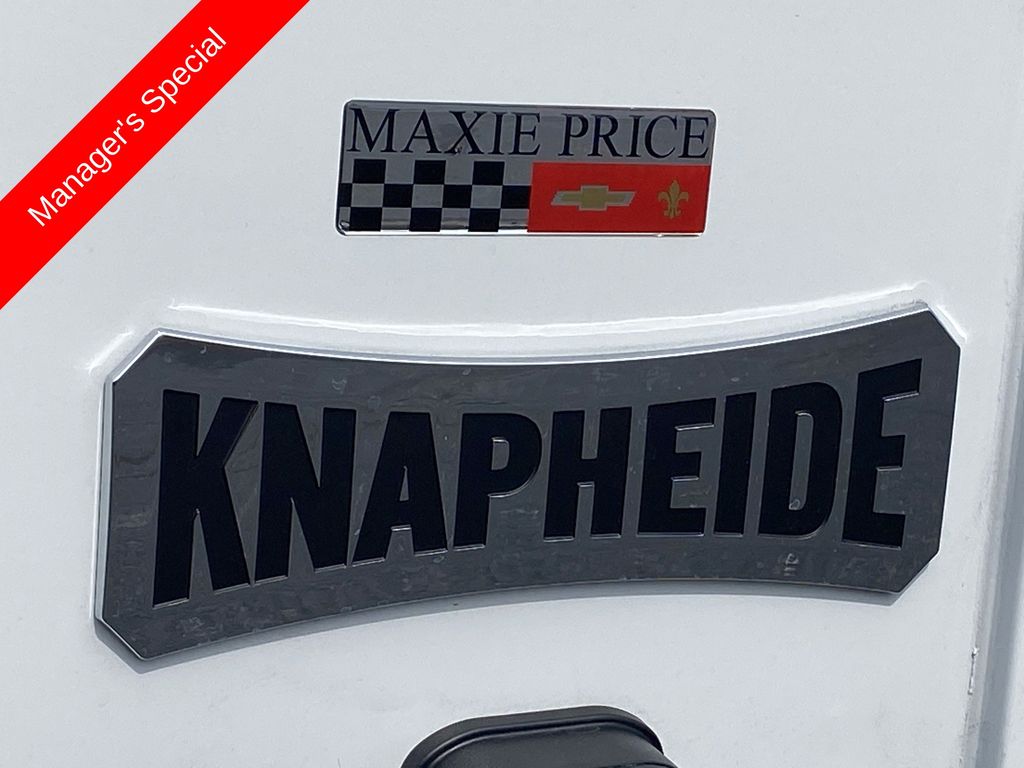 Manager's Special
MAXIE PRICE
KNAPHEIDE